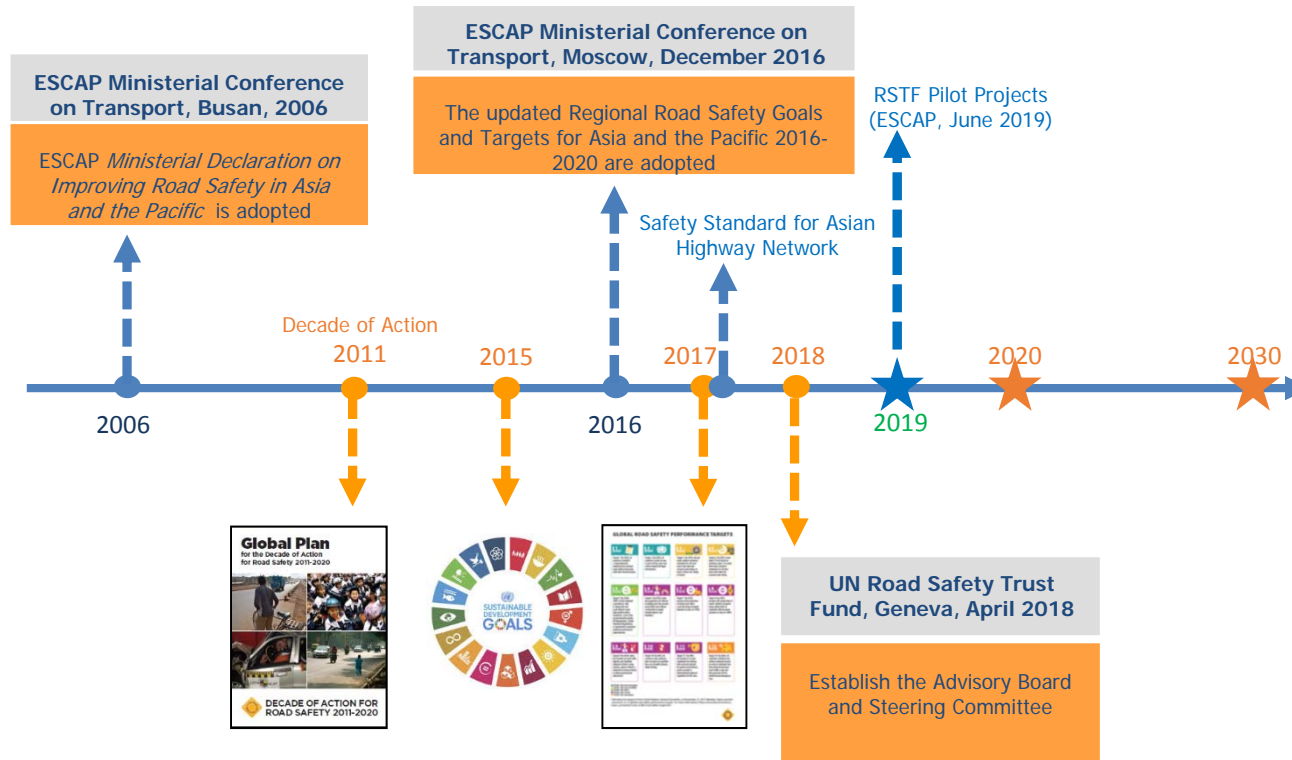 ESCAP Ministerial Conference
on Transport, Busan, 2006
ESCAP Ministerial Declaration on
Improving Road Safety in Asia
and the Pacific is adopted
ESCAP Ministerial Conference on
Transport, Moscow, December 2016
The updated Regional Road Safety Goals
and Targets for Asia and the Pacific 2016-
2020 are adopted
RSTF Pilot Projects
(ESCAP, June 2019)
Safety Standard for Asian
Highway Network
Decade of Action
2011
2015
2017
2018
2020
2030
2006
2016
2019
Global Plan
for the Decade of Action
for Road Safety 2011-2020
DECADE OF ACTION FOR
ROAD SAFETY 2011-2020
SUSTAINABLE
DEVELOPMENT
GOALS
GLOBAL ROAD SAFETY PERFORMANCE TARGETS
UN Road Safety Trust
Fund, Geneva, April 2018
Establish the Advisory Board
and Steering Committee